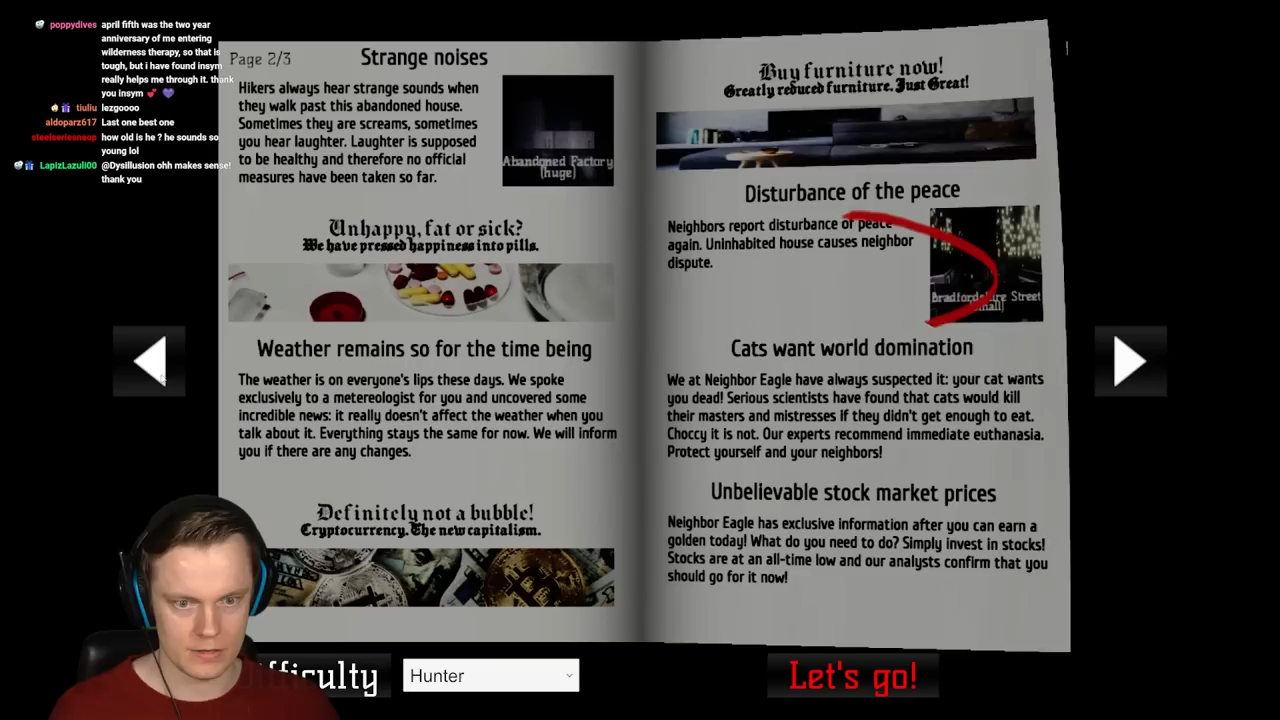 poppydives april fifth was the two year
anniversary of me entering
wilderness therapy, so that is
tough, but i have found insym
really helps me through it. thank
you insym
tiuliu lezgoooo
aldoparz617 Last one best one
steelseriesnsop how old is he ? he sounds so
young lol
LapizLazuli00 @Dysillusion ohh makes sense!
thank you
Page 2/3
Strange noises
Hikers always hear strange sounds when
they walk past this abandoned house.
Sometimes they are screams, sometimes
you hear laughter. Laughter is supposed
to be healthy and therefore no official
measures have been taken so far.
Abandoned Factory
(huge)
Unhappy, fat or sick?
We have pressed happiness into pills.
Weather remains so for the time being
The weather is on everyone's lips these days. We spoke
exclusively to a metereologist for you and uncovered some
incredible news: it really doesn't affect the weather when you
talk about it. Everything stays the same for now. We will inform
you if there are any changes.
Definitely not a bubble!
Cryptocurrency. The new capitalism.
Buy furniture now!
Greatly reduced furniture. Just Great!
Disturbance of the peace
Neighbors report disturbance of peace
again. Uninhabited house causes neighbor
dispute.
Bradfordshire Street
Cats want world domination
We at Neighbor Eagle have always suspected it: your cat wants
you dead! Serious scientists have found that cats would kill
their masters and mistresses if they didn't get enough to eat.
Choccy it is not. Our experts recommend immediate euthanasia.
Protect yourself and your neighbors!
Unbelievable stock market prices
Neighbor Eagle has exclusive information after you can earn a
golden today! What do you need to do? Simply invest in stocks!
Stocks are at an all-time low and our analysts confirm that you
should go for it now!
Hunter
Let's go!